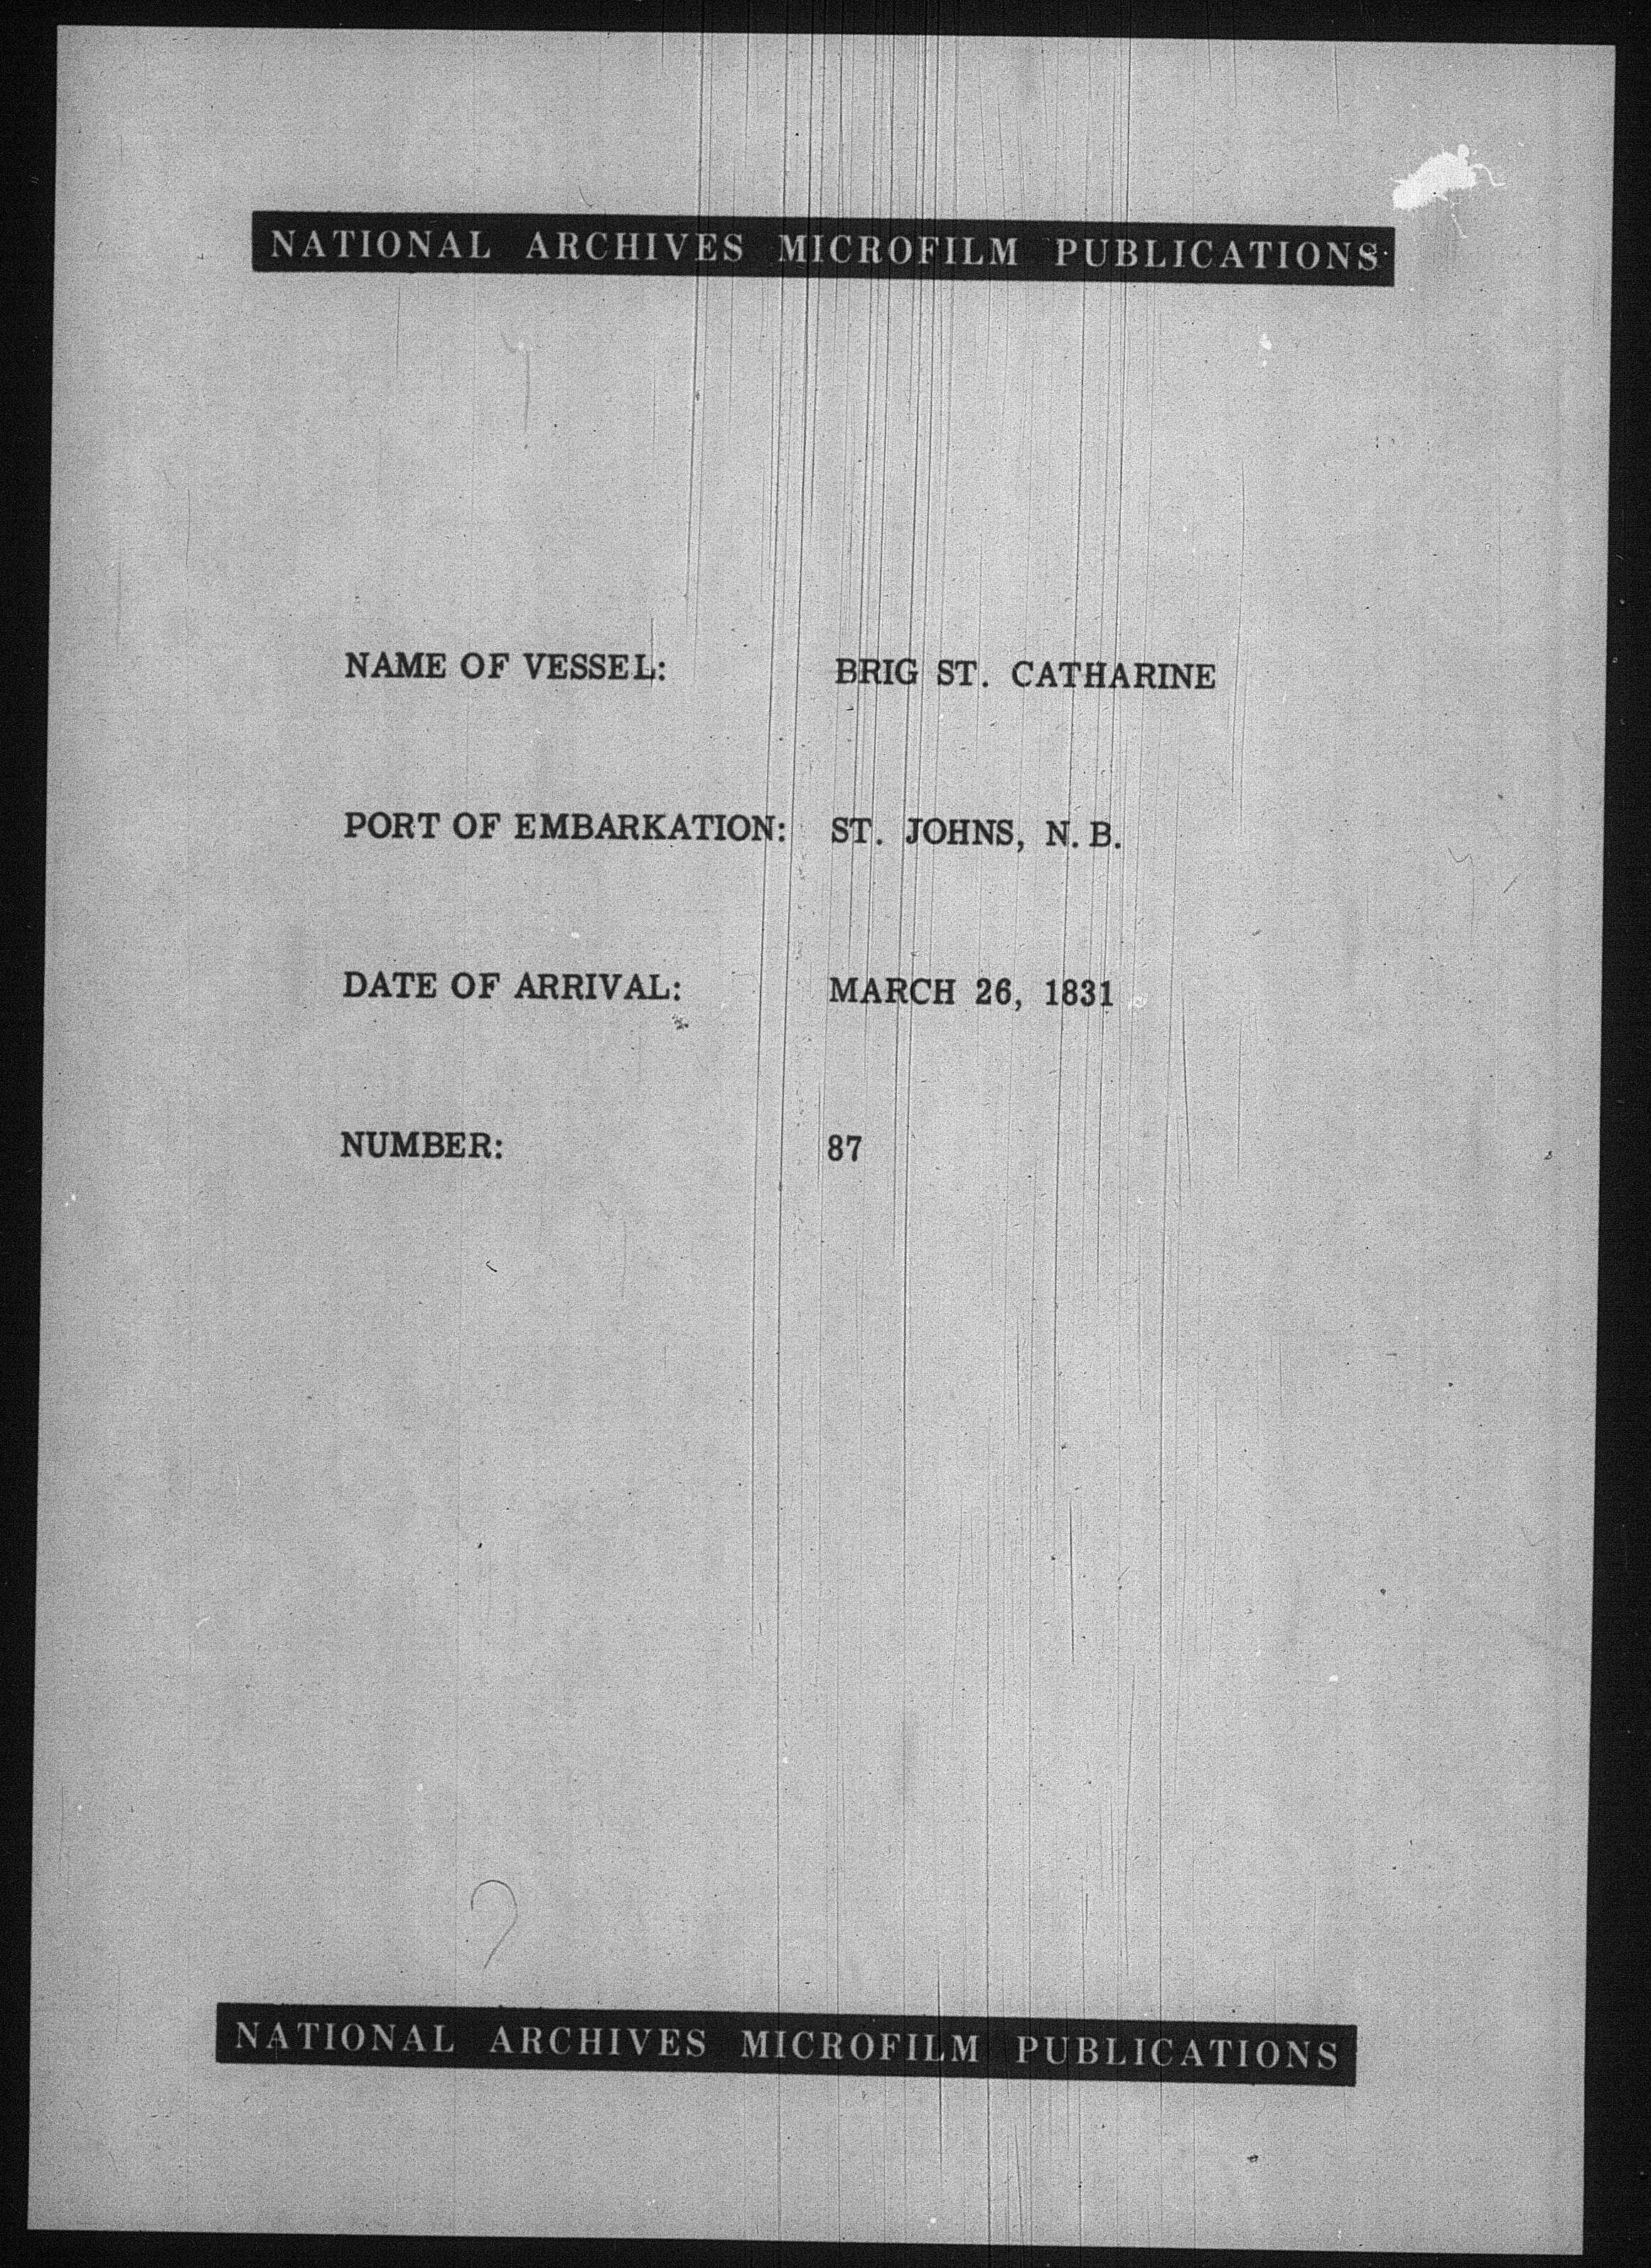 NATIONAL ARCHIVES MICROFILM PUBLICATIONS
NAME OF VESSEL: BRIG ST. CATHARINE
PORT OF EMBARKATION: ST. JOHNS, N. B.
DATE OF ARRIVAL: MARCH 26, 1831
NUMBER: 87
NATIONAL ARCHIVES MICROFILM PUBLICATIONS